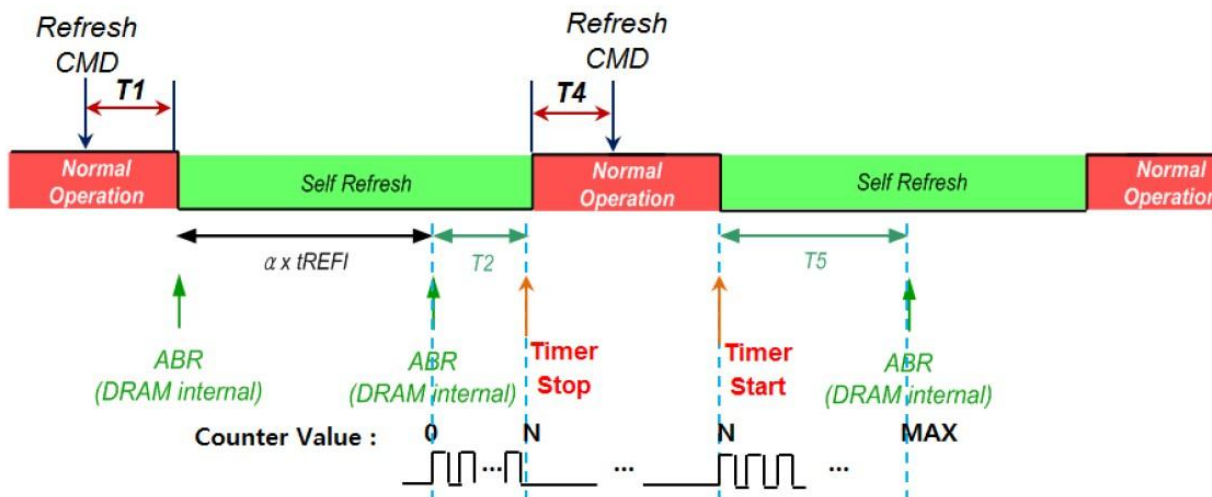 Refresh
CMD
T1
Refresh
CMD
T4
Normal
Operation
Self Refresh
Normal
Operation
Self Refresh
Normal
Operatio
α x tREFI
T2
T5
ABR
(DRAM internal)
ABR
(DRAM internal)
Timer
Stop
Timer
Start
ABR
(DRAM internal)
Counter Value : 0 N N MAX
... ... ...